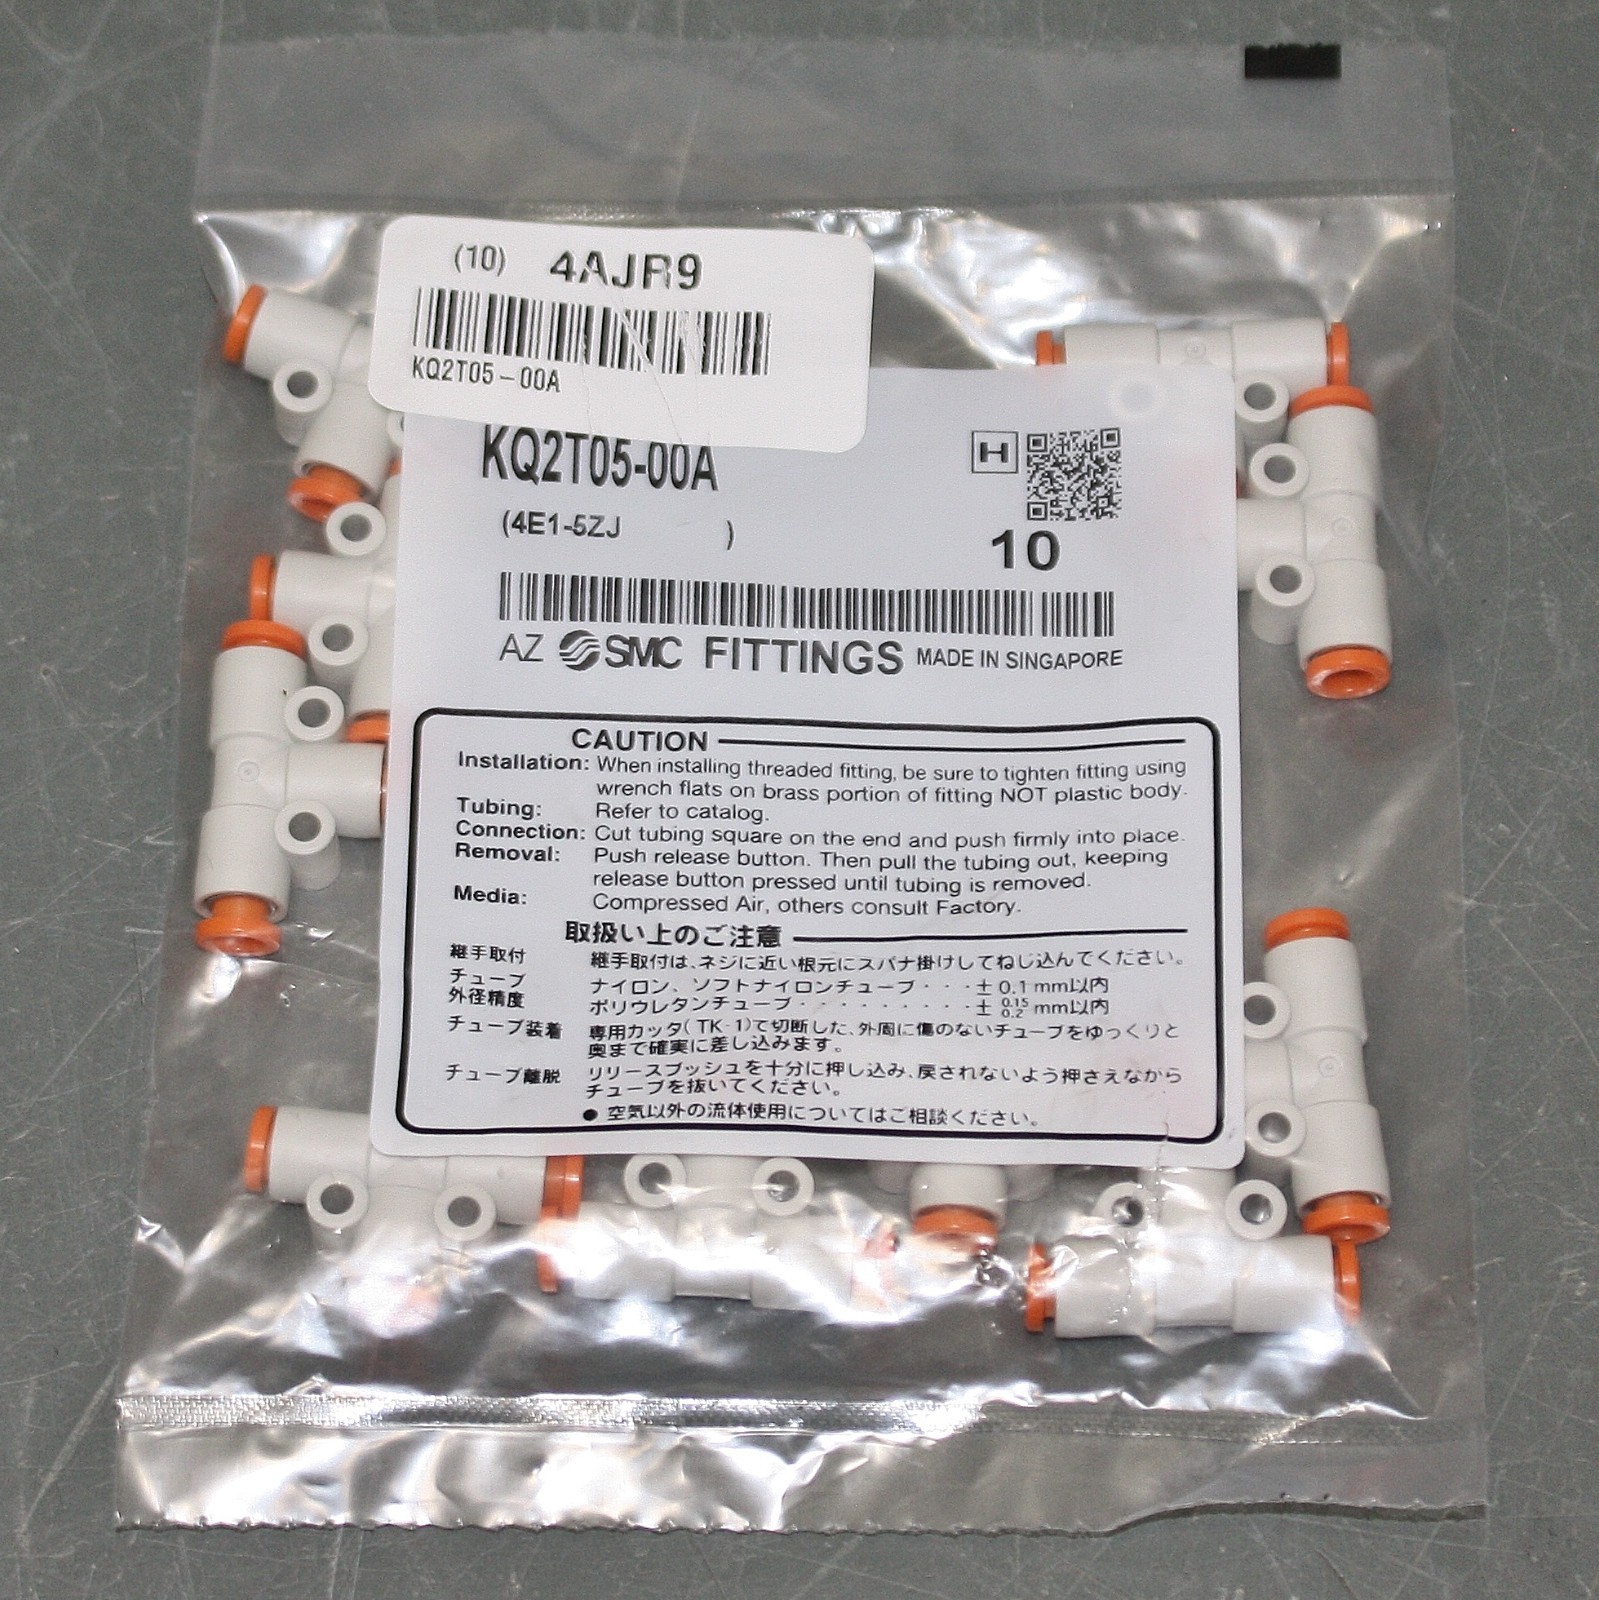 (10) 4AJR9
KQ2T05-00A
KQ2T05-00A
(4E1-5ZJ )
H
10
AZ SMC FITTINGS MADE IN SINGAPORE
CAUTION
Installation: When installing threaded fitting, be sure to tighten fitting using
wrench flats on brass portion of fitting NOT plastic body.
Tubing: Refer to catalog.
Connection: Cut tubing square on the end and push firmly into place.
Removal: Push release button. Then pull the tubing out, keeping
release button pressed until tubing is removed.
Media: Compressed Air, others consult Factory.
取扱い上のご注意
継手取付 継手取付は、ネジに近い根元にスパナ掛けしてねじ込んでください。
チューブ ナイロン、ソフトナイロンチューブ・・・± 0.1 mm以内
外径精度 ポリウレタンチューブ・・・・・・・・・± 0.15 0.2 mm以内
チューブ装着 専用カッタ(TK-1)で切断した、外周に傷のないチューブをゆっくりと
奥まで確実に差し込みます。
チューブ離脱 リリースブッシュを十分に押し込み、戻されないよう押さえながら
チューブを抜いてください。
● 空気以外の流体使用についてはご相談ください。